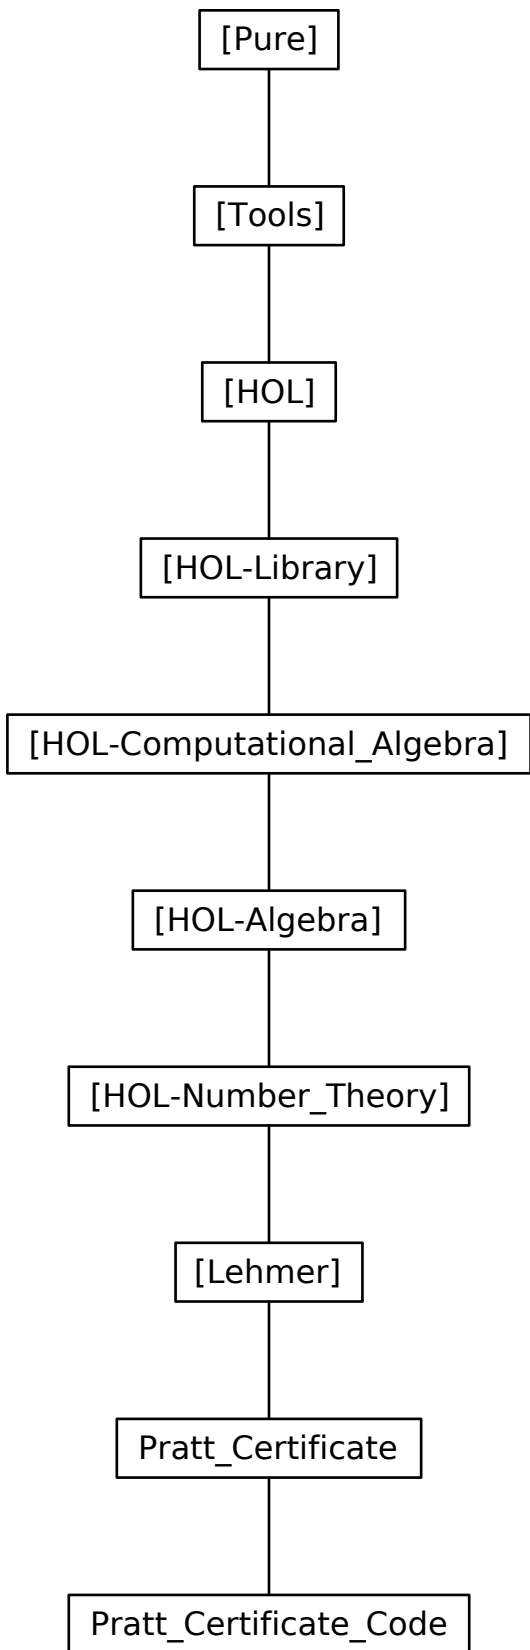 [Pure]
[Tools]
[HOL]
[HOL-Library]
[HOL-Computational_Algebra]
[HOL-Algebra]
[HOL-Number_Theory]
[Lehmer]
Pratt_Certificate
Pratt_Certificate_Code